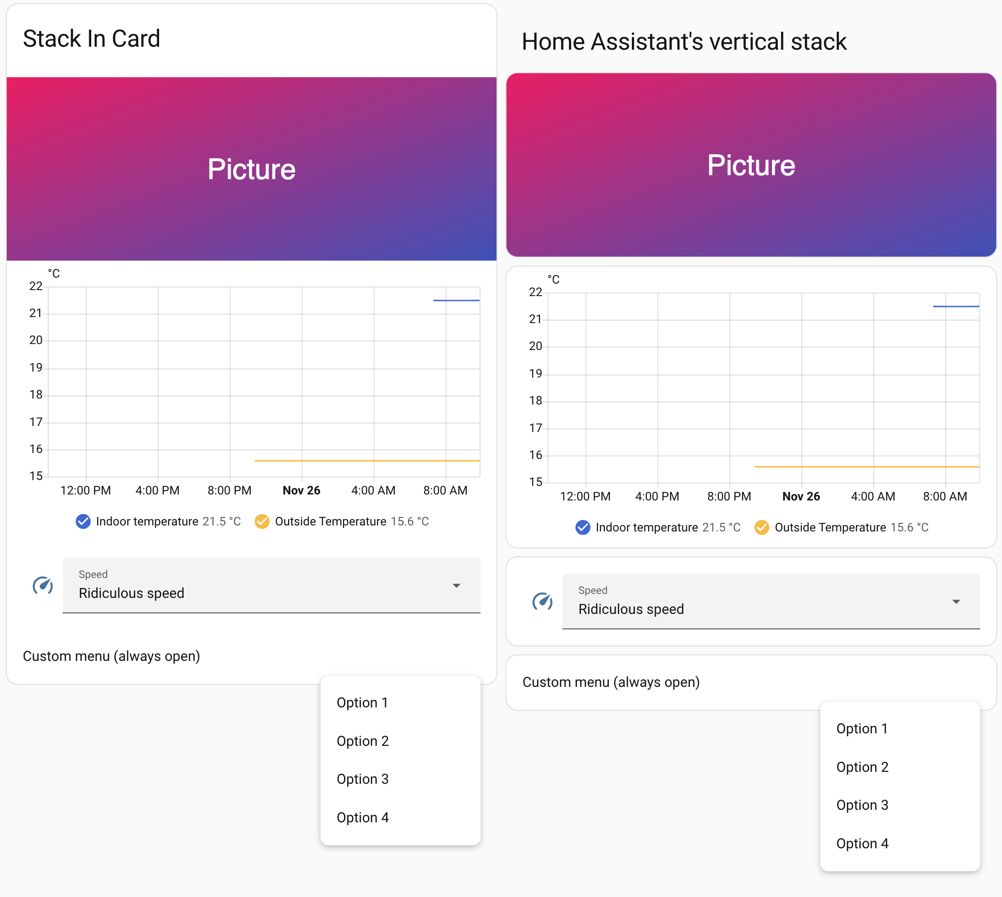 Stack In Card
Picture
°C
22
21
20
19
18
17
16
15
12:00 PM 4:00 PM 8:00 PM Nov 26 4:00 AM 8:00 AM
Indoor temperature 21.5 °C Outside Temperature 15.6 °C
Speed
Ridiculous speed
Custom menu (always open)
Option 1
Option 2
Option 3
Option 4
Home Assistant's vertical stack
Picture
°C
22
21
20
19
18
17
16
15
12:00 PM 4:00 PM 8:00 PM Nov 26 4:00 AM 8:00 AM
Indoor temperature 21.5 °C Outside Temperature 15.6 °C
Speed
Ridiculous speed
Custom menu (always open)
Option 1
Option 2
Option 3
Option 4